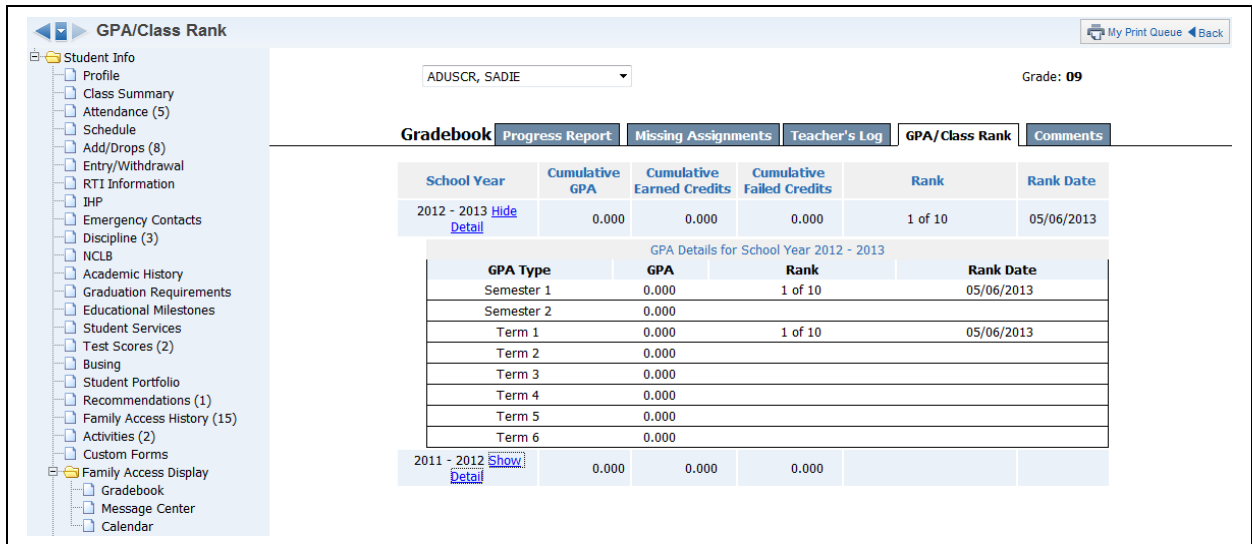 GPA/Class Rank
My Print Queue Back
Student Info
Profile
Class Summary
Attendance (5)
Schedule
Add/Drops (8)
Entry/Withdrawal
RTI Information
IHP
Emergency Contacts
Discipline (3)
NCLB
Academic History
Graduation Requirements
Educational Milestones
Student Services
Test Scores (2)
Busing
Student Portfolio
Recommendations (1)
Family Access History (15)
Activities (2)
Custom Forms
Family Access Display
Gradebook
Message Center
Calendar
ADUSCR, SADIE Grade: 09
Gradebook Progress Report Missing Assignments Teacher's Log GPA/Class Rank Comments
School Year Cumulative GPA Cumulative Earned Credits Cumulative Failed Credits Rank Rank Date
2012 - 2013 Hide Detail 0.000 0.000 0.000 1 of 10 05/06/2013
GPA Details for School Year 2012 - 2013
GPA Type GPA Rank Rank Date
Semester 1 0.000 1 of 10 05/06/2013
Semester 2 0.000
Term 1 0.000 1 of 10 05/06/2013
Term 2 0.000
Term 3 0.000
Term 4 0.000
Term 5 0.000
Term 6 0.000
2011 - 2012 Show Detail 0.000 0.000 0.000